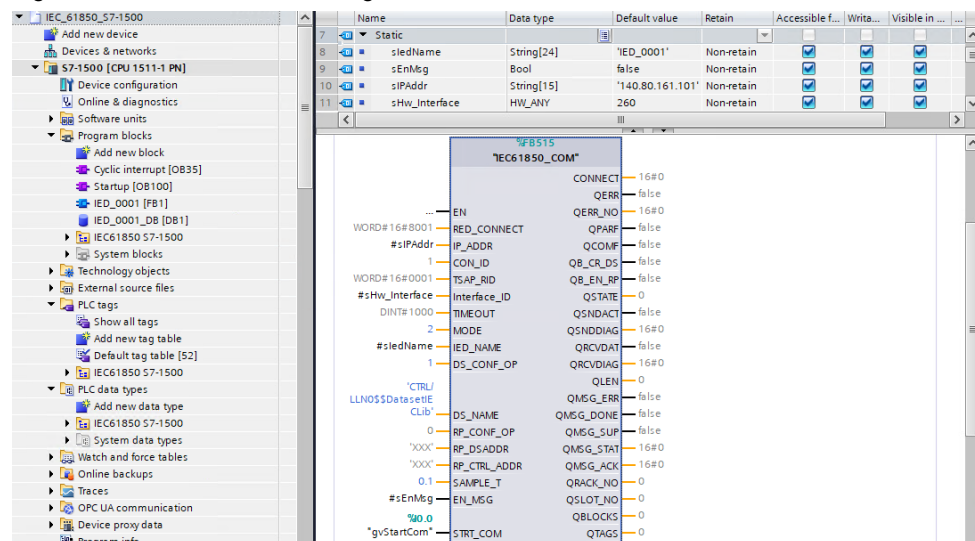 IEC_61850_S7-1500
Add new device
Devices & networks
S7-1500 [CPU 1511-1 PN]
Device configuration
Online & diagnostics
Software units
Program blocks
Add new block
Cyclic interrupt [OB35]
Startup [OB100]
IED_0001 [FB1]
IED_0001_DB [DB1]
IEC61850 S7-1500
System blocks
Technology objects
External source files
PLC tags
Show all tags
Add new tag table
Default tag table [52]
IEC61850 S7-1500
PLC data types
Add new data type
IEC61850 S7-1500
System data types
Watch and force tables
Online backups
Traces
OPC UA communication
Device proxy data
Name Data type Default value Retain Accessible f... Writa... Visible in ... ...
7 Static
8 sIedName String[24] 'IED_0001' Non-retain
9 sEnMsg Bool false Non-retain
10 sIPAddr String[15] '140.80.161.101' Non-retain
11 sHw_Interface HW_ANY 260 Non-retain
%FB515
"IEC61850_COM"
CONNECT 16#0
QERR false
... EN QERR_NO 16#0
WORD#16#8001 RED_CONNECT QPARF false
#sIPAddr IP_ADDR QCOMF false
1 CON_ID QB_CR_DS false
WORD#16#0001 TSAP_RID QB_EN_RP false
#sHw_Interface Interface_ID QSTATE 0
DINT#1000 TIMEOUT QSNDACT false
2 MODE QSNDDIAG 16#0
#sIedName IED_NAME QRCVDAT false
1 DS_CONF_OP QRCVDIAG 16#0
QLEN 0
'CTRL/
LLN0$$DatasetIE
CLib' DS_NAME
QMSG_ERR false
QMSG_DONE false
0 RP_CONF_OP QMSG_SUP false
'XXX' RP_DSADDR QMSG_STAT 16#0
'XXX' RP_CTRL_ADDR QMSG_ACK 16#0
0.1 SAMPLE_T QRACK_NO 0
#sEnMsg EN_MSG QSLOT_NO 0
%I0.0 QBLOCKS 0
"gvStartCom" STRT_COM QTAGS 0